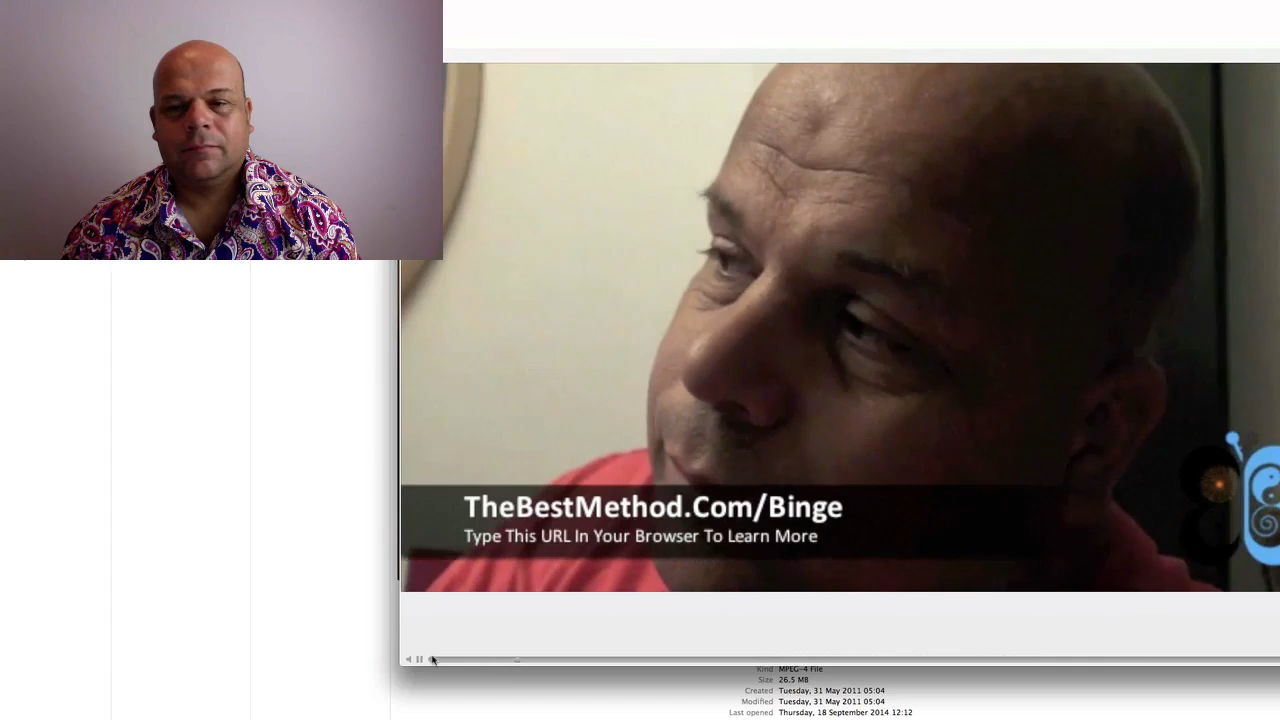 TheBestMethod.Com/Binge
Type This URL In Your Browser To Learn More
Kind MPEG-4 File
Size 26.5 MB
Created Tuesday, 31 May 2011 05:04
Modified Tuesday, 31 May 2011 05:04
Last opened Thursday, 18 September 2014 12:12